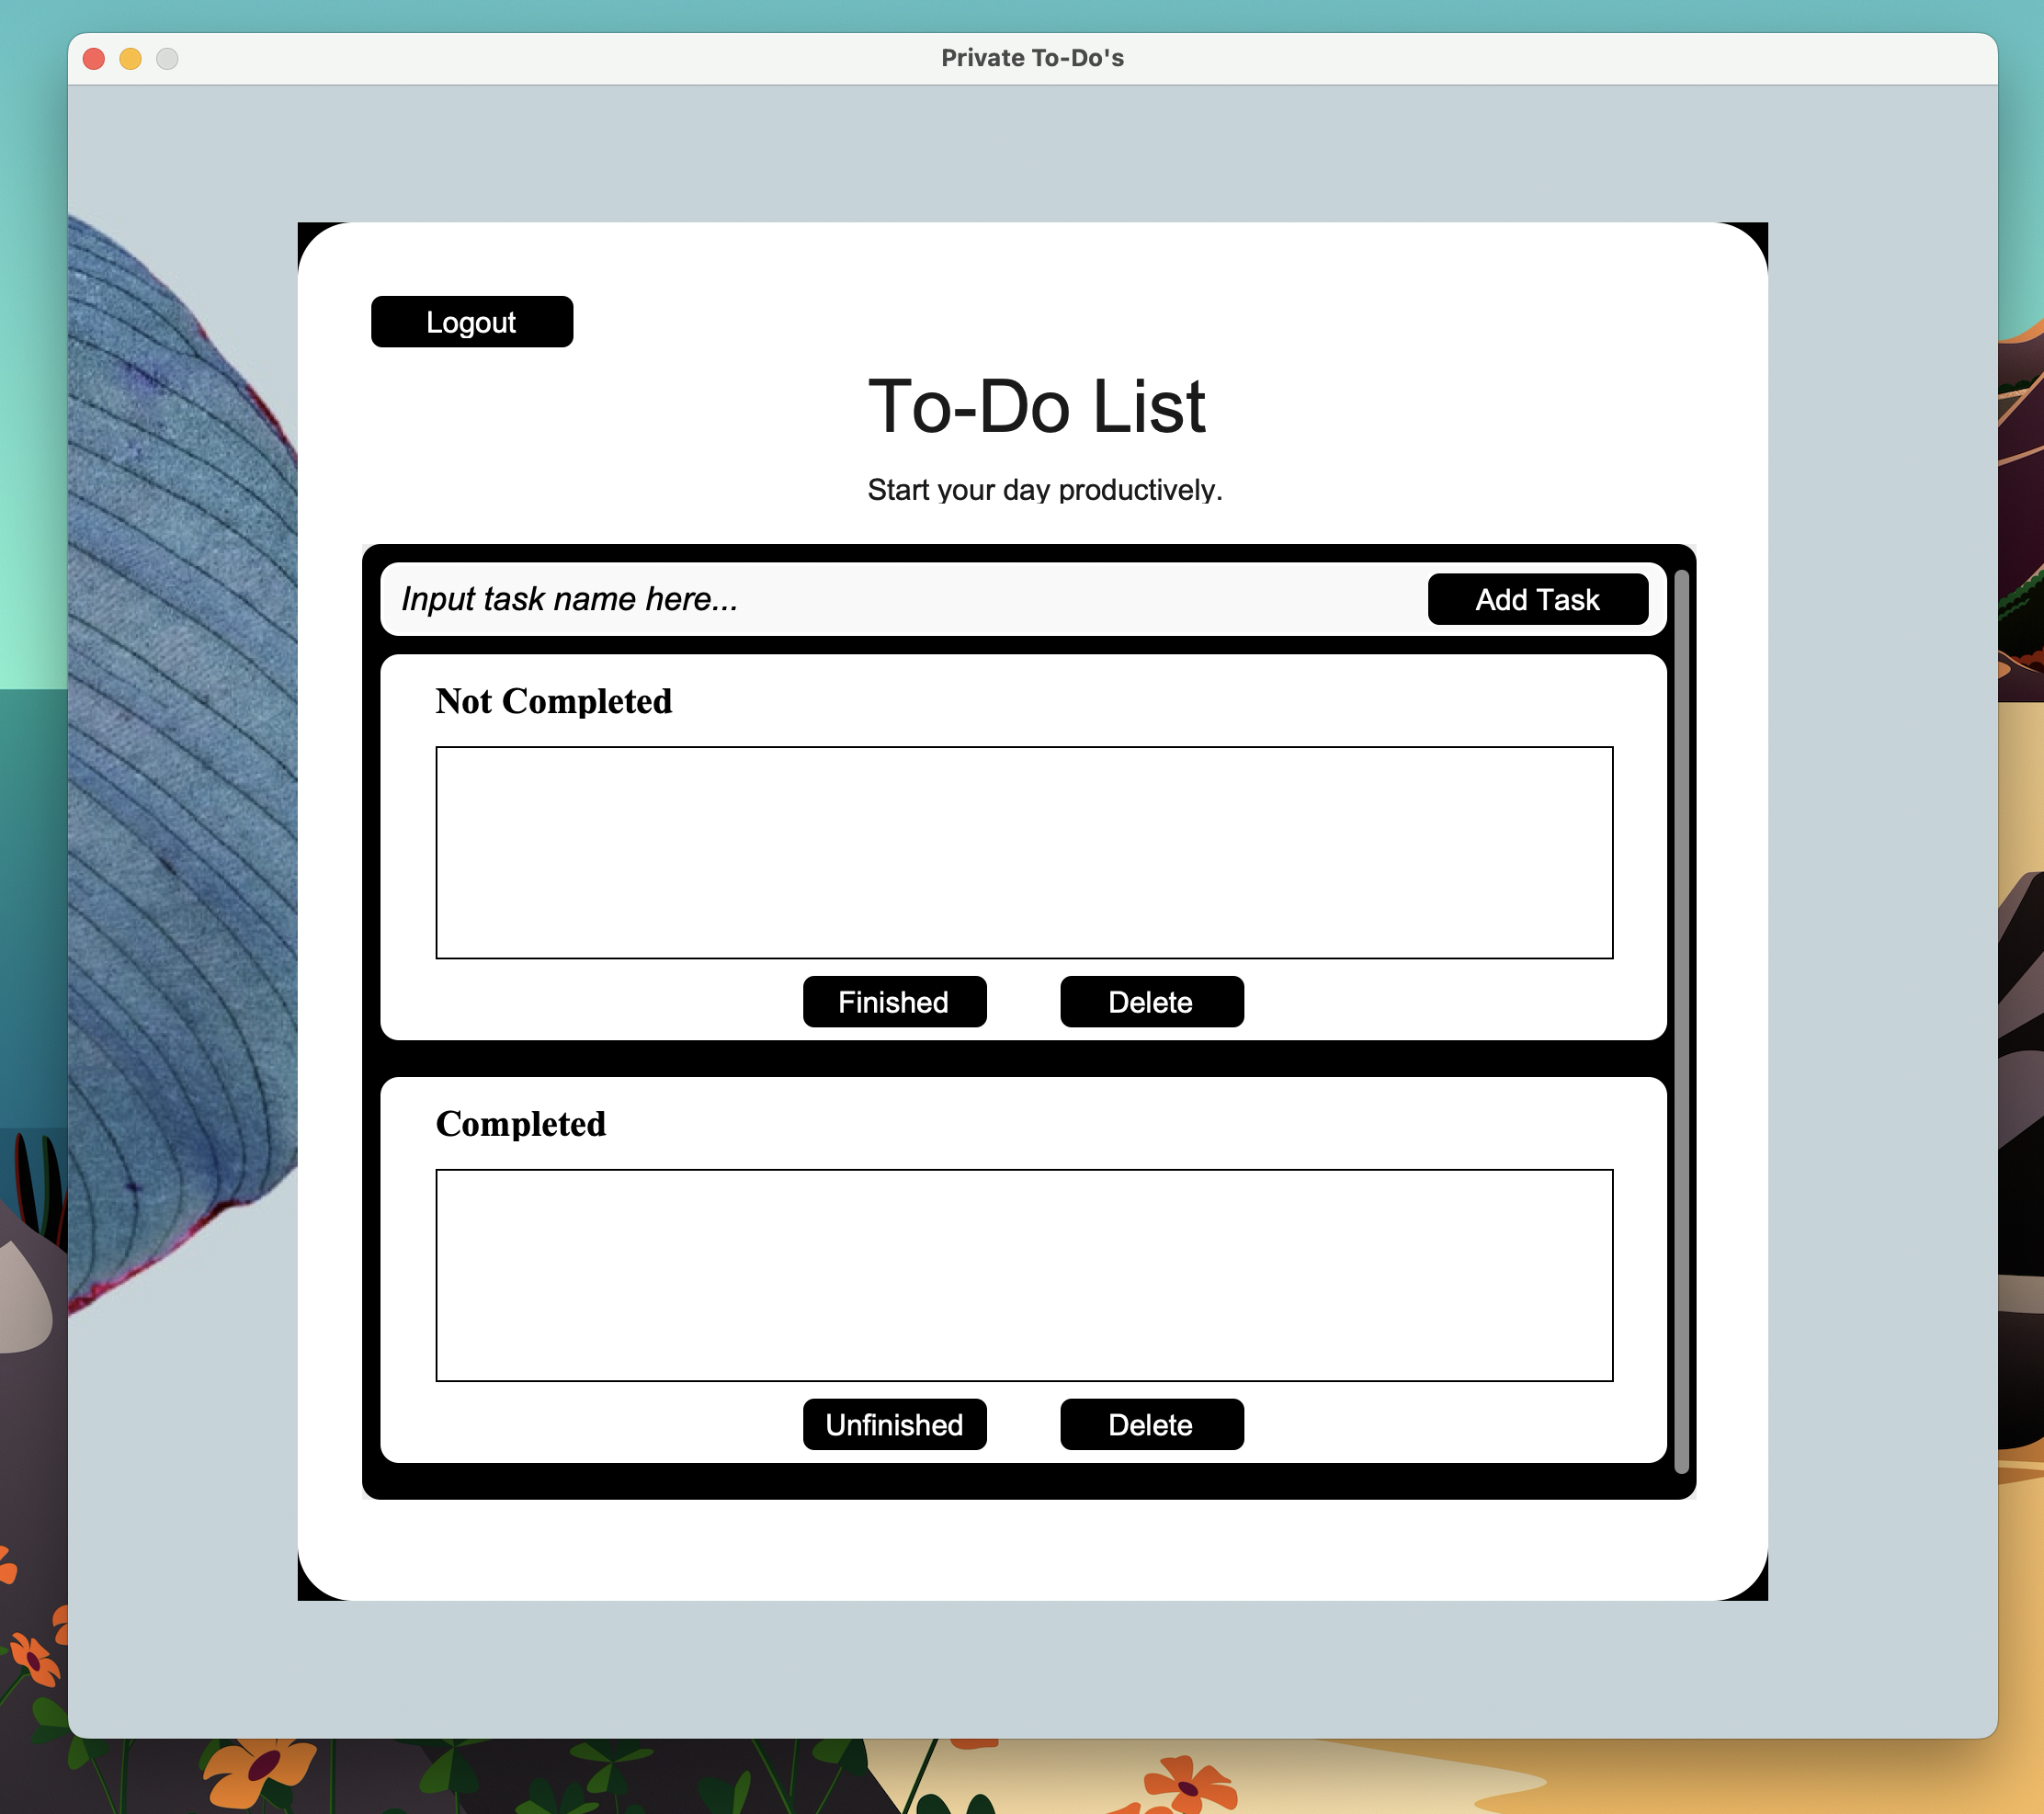 Private To-Do's
Logout
To-Do List
Start your day productively.
Input task name here...
Add Task
Not Completed
Finished
Delete
Completed
Unfinished
Delete